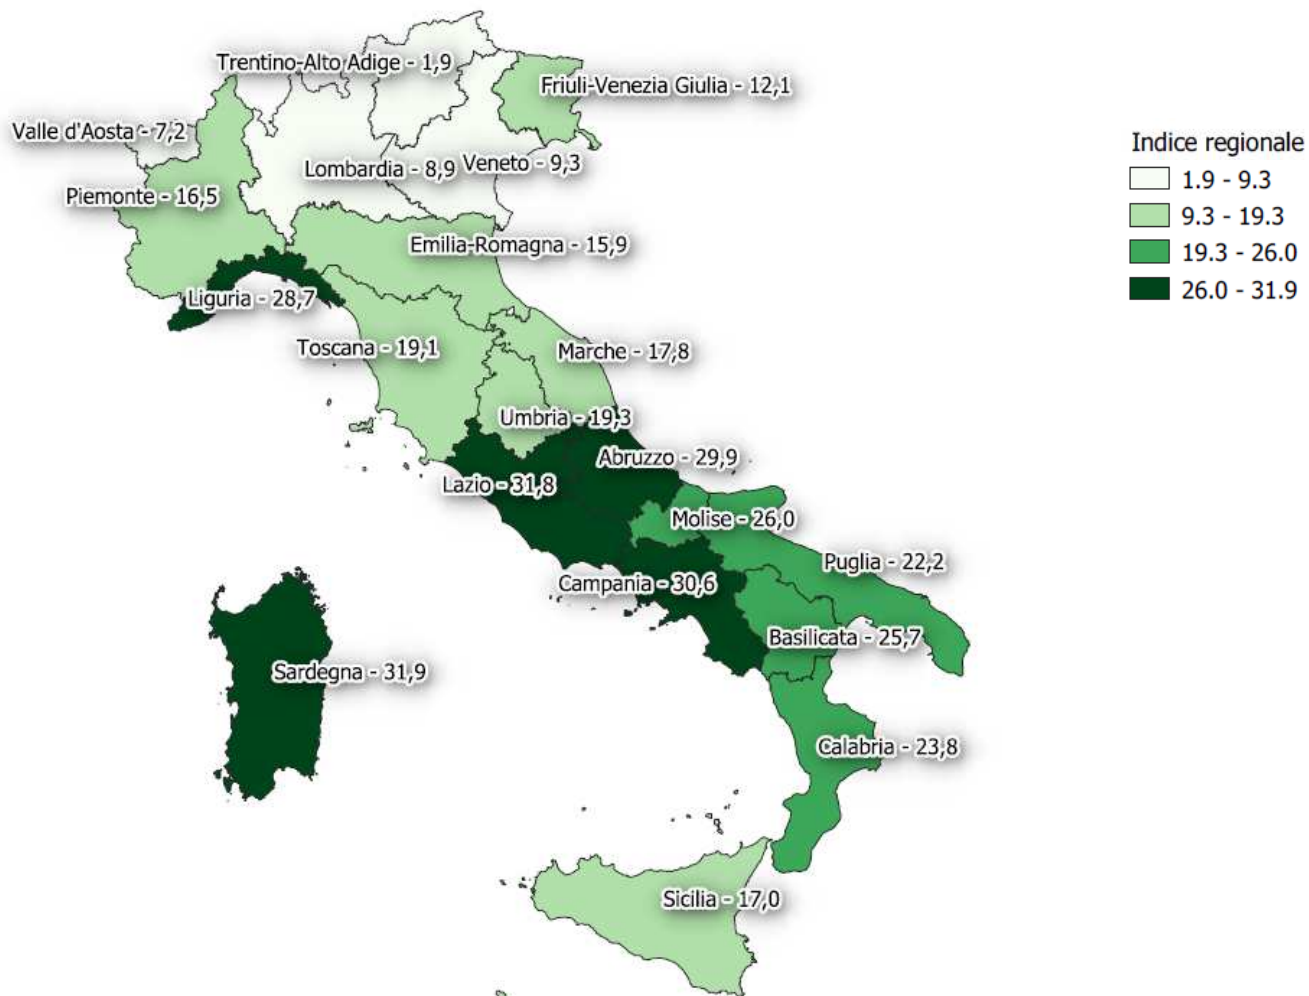 Trentino-Alto Adige - 1,9
Friuli-Venezia Giulia - 12,1
Valle d'Aosta - 7,2
Lombardia - 8,9
Veneto - 9,3
Piemonte - 16,5
Emilia-Romagna - 15,9
Liguria - 28,7
Toscana - 19,1
Marche - 17,8
Umbria - 19,3
Abruzzo - 29,9
Lazio - 31,8
Molise - 26,0
Puglia - 22,2
Campania - 30,6
Basilicata - 25,7
Sardegna - 31,9
Calabria - 23,8
Sicilia - 17,0
Indice regionale
1.9 - 9.3
9.3 - 19.3
19.3 - 26.0
26.0 - 31.9